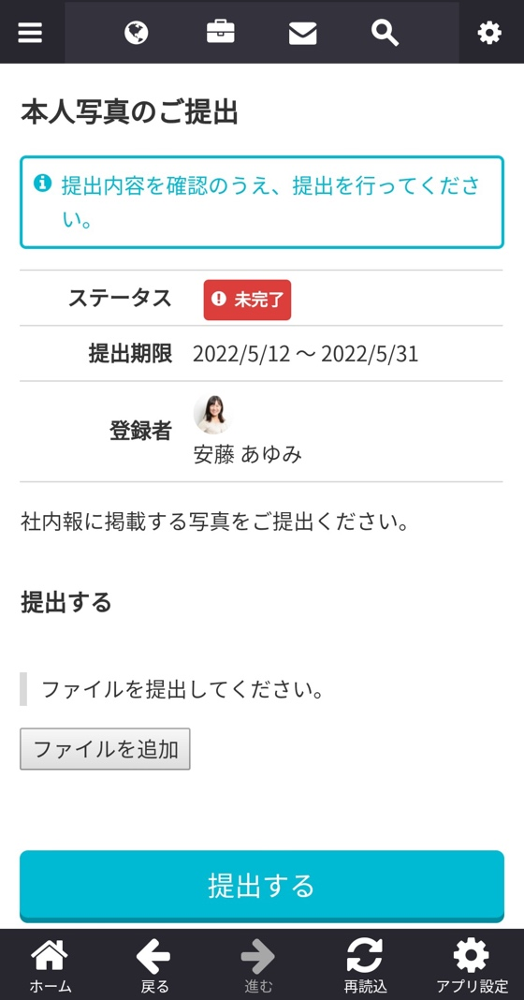 本人写真のご提出
提出内容を確認のうえ、提出を行ってくださ
い。
ステータス 未完了
提出期限 2022/5/12 ～ 2022/5/31
登録者
安藤 あゆみ
社内報に掲載する写真をご提出ください。
提出する
ファイルを提出してください。
ファイルを追加
提出する
ホーム 戻る 進む 再読込 アプリ設定